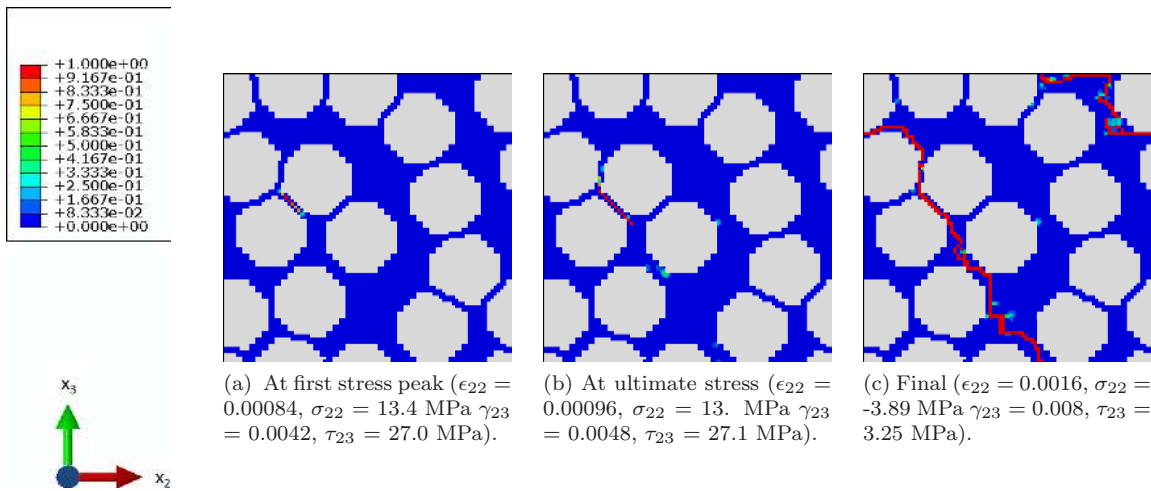 +1.000e+00
+9.167e-01
+8.333e-01
+7.500e-01
+6.667e-01
+5.833e-01
+5.000e-01
+4.167e-01
+3.333e-01
+2.500e-01
+1.667e-01
+8.333e-02
+0.000e+00
x₃
x₂
(a) At first stress peak (ϵ₂₂ =
0.00084, σ₂₂ = 13.4 MPa γ₂₃
= 0.0042, τ₂₃ = 27.0 MPa).
(b) At ultimate stress (ϵ₂₂ =
0.00096, σ₂₂ = 13. MPa γ₂₃
= 0.0048, τ₂₃ = 27.1 MPa).
(c) Final (ϵ₂₂ = 0.0016, σ₂₂ =
-3.89 MPa γ₂₃ = 0.008, τ₂₃ =
3.25 MPa).